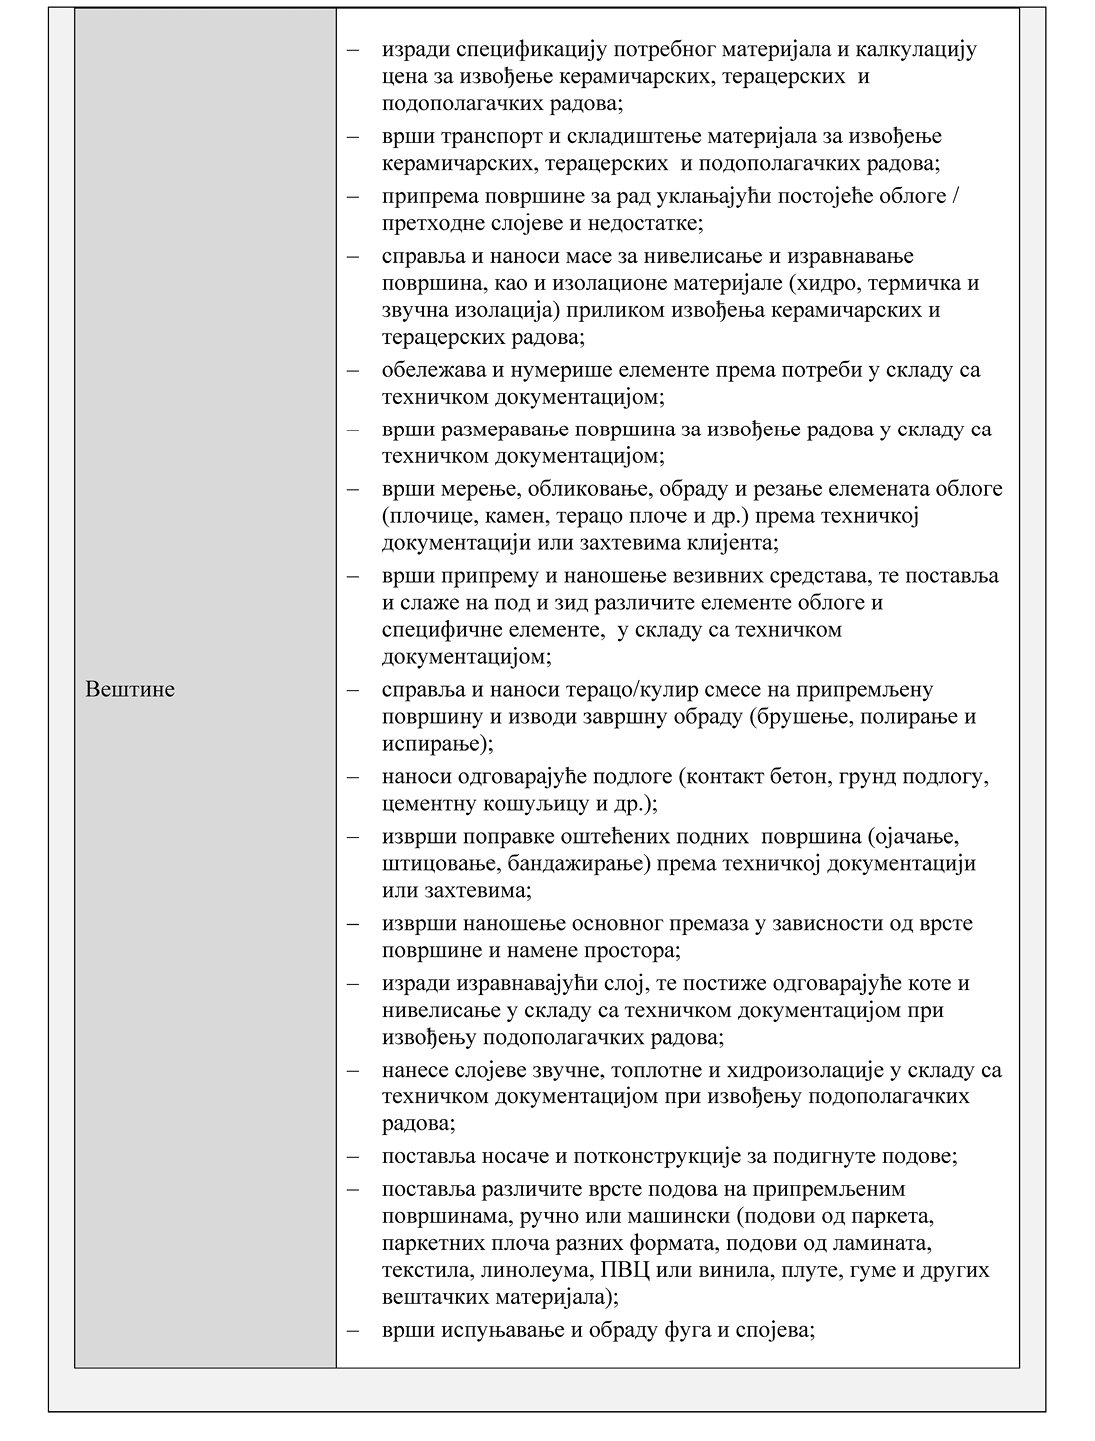 – изради спецификацију потребног материјала и калкулацију
цена за извођење керамичарских, терацерских  и
подополагачких радова;
– врши транспорт и складиштење материјала за извођење
керамичарских, терацерских  и подополагачких радова;
– припрема површине за рад уклањајући постојеће облоге /
претходне слојеве и недостатке;
– справља и наноси масе за нивелисање и изравнавање
површина, као и изолационе материјале (хидро, термичка и
звучна изолација) приликом извођења керамичарских и
терацерских радова;
– обележава и нумерише елементе према потреби у складу са
техничком документацијом;
– врши размеравање површина за извођење радова у складу са
техничком документацијом;
– врши мерење, обликовање, обраду и резање елемената облоге
(плочице, камен, терацо плоче и др.) према техничкој
документацији или захтевима клијента;
– врши припрему и наношење везивних средстава, те поставља
и слаже на под и зид различите елементе облоге и
специфичне елементе,  у складу са техничком
документацијом;
Вештине
– справља и наноси терацо/кулир смесе на припремљену
површину и изводи завршну обраду (брушење, полирање и
испирање);
– наноси одговарајуће подлоге (контакт бетон, грунд подлогу,
цементну кошуљицу и др.);
– изврши поправке оштећених подних  површина (ојачање,
штицовање, бандажирање) према техничкој документацији
или захтевима;
– изврши наношење основног премаза у зависности од врсте
површине и намене простора;
– изради изравнавајући слој, те постиже одговарајуће коте и
нивелисање у складу са техничком документацијом при
извођењу подополагачких радова;
– нанесе слојеве звучне, топлотне и хидроизолације у складу са
техничком документацијом при извођењу подополагачких
радова;
– поставља носаче и потконструкције за подигнуте подове;
– поставља различите врсте подова на припремљеним
површинама, ручно или машински (подови од паркета,
паркетних плоча разних формата, подови од ламината,
текстила, линолеума, ПВЦ или винила, плуте, гуме и других
вештачких материјала);
– врши испуњавање и обраду фуга и спојева;